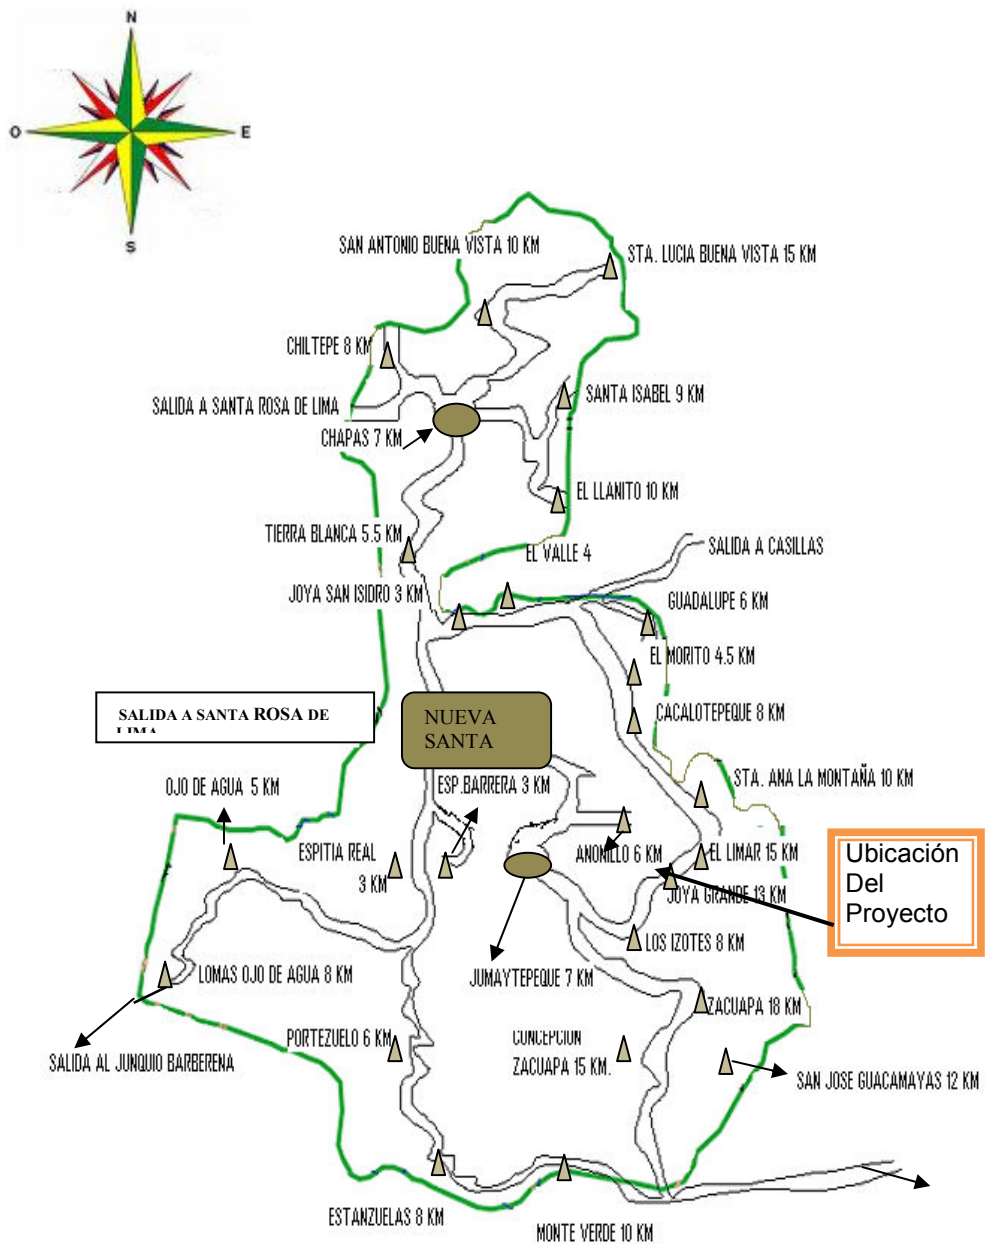 N
O
E
S
SAN ANTONIO BUENA VISTA 10 KM
STA. LUCIA BUENA VISTA 15 KM
CHILTEPE 8 KM
SANTA ISABEL 9 KM
SALIDA A SANTA ROSA DE LIMA
CHAPAS 7 KM
EL LLANITO 10 KM
TIERRA BLANCA 5.5 KM
EL VALLE 4
SALIDA A CASILLAS
JOYA SAN ISIDRO 3 KM
GUADALUPE 6 KM
EL MORITO 4.5 KM
SALIDA A SANTA ROSA DE
LIMA
NUEVA
SANTA
CACALOTEPEQUE 8 KM
STA. ANA LA MONTAÑA 10 KM
OJO DE AGUA 5 KM
ESP.BARRERA 3 KM
ESPITIA REAL
3 KM
ANONILLO 6 KM
EL LIMAR 15 KM
Ubicación
Del
Proyecto
JOYA GRANDE 13 KM
LOS IZOTES 8 KM
LOMAS OJO DE AGUA 8 KM
JUMAYTEPEQUE 7 KM
ZACUAPA 18 KM
SALIDA AL JUNQUIO BARBERENA
PORTEZUELO 6 KM
CONCEPCION
ZACUAPA 15 KM.
SAN JOSE GUACAMAYAS 12 KM
ESTANZUELAS 8 KM
MONTE VERDE 10 KM